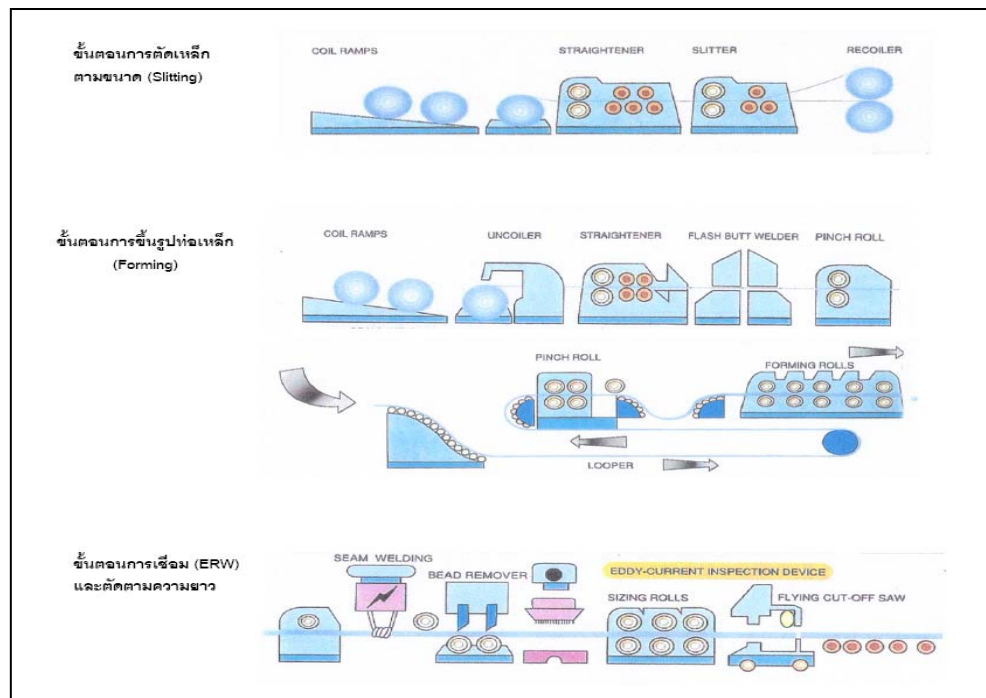 ขั้นตอนการตัดเหล็ก
ตามขนาด (Slitting)
COIL RAMPS
STRAIGHTENER
SLITTER
RECOILER
ขั้นตอนการขึ้นรูปท่อเหล็ก
(Forming)
COIL RAMPS
UNCOILER
STRAIGHTENER
FLASH BUTT WELDER
PINCH ROLL
PINCH ROLL
FORMING ROLLS
LOOPER
ขั้นตอนการเชื่อม (ERW)
และตัดตามความยาว
SEAM WELDING
BEAD REMOVER
EDDY-CURRENT INSPECTION DEVICE
SIZING ROLLS
FLYING CUT-OFF SAW